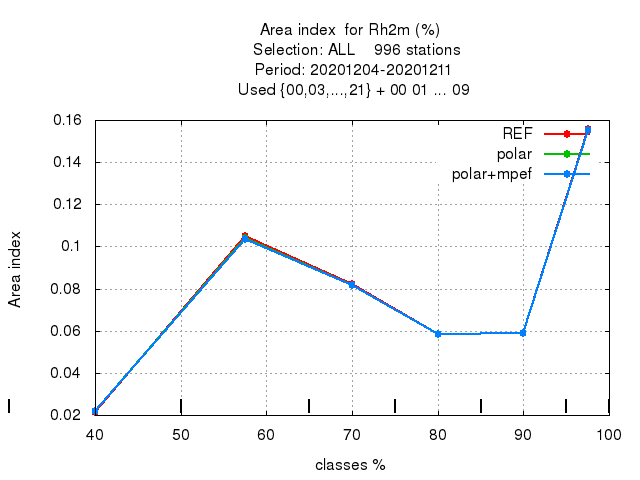 Area index for Rh2m (%)
Selection: ALL 996 stations
Period: 20201204-20201211
Used {00,03,...,21} + 00 01 ... 09
REF
polar
polar+mpef
0.16
0.14
0.12
0.1
0.08
0.06
0.04
0.02
Area index
40 50 60 70 80 90 100
classes %